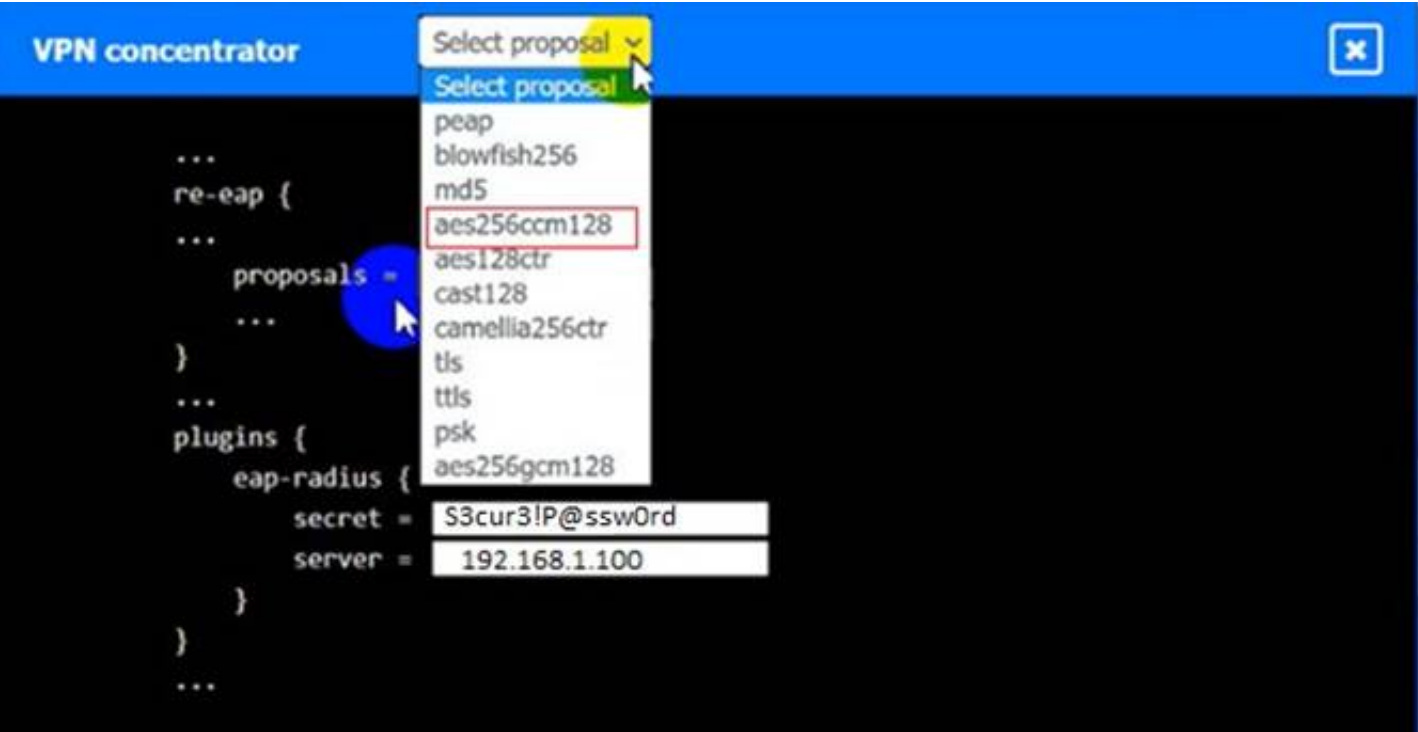 VPN concentrator
Select proposal
Select proposal
peap
blowfish256
md5
aes256ccm128
aes128ctr
cast128
camellia256ctr
tls
ttls
psk
aes256gcm128
...
re-eap {
...
proposals =
...
}
...
plugins {
eap-radius {
secret = S3cur3!P@ssw0rd
server = 192.168.1.100
}
}
...